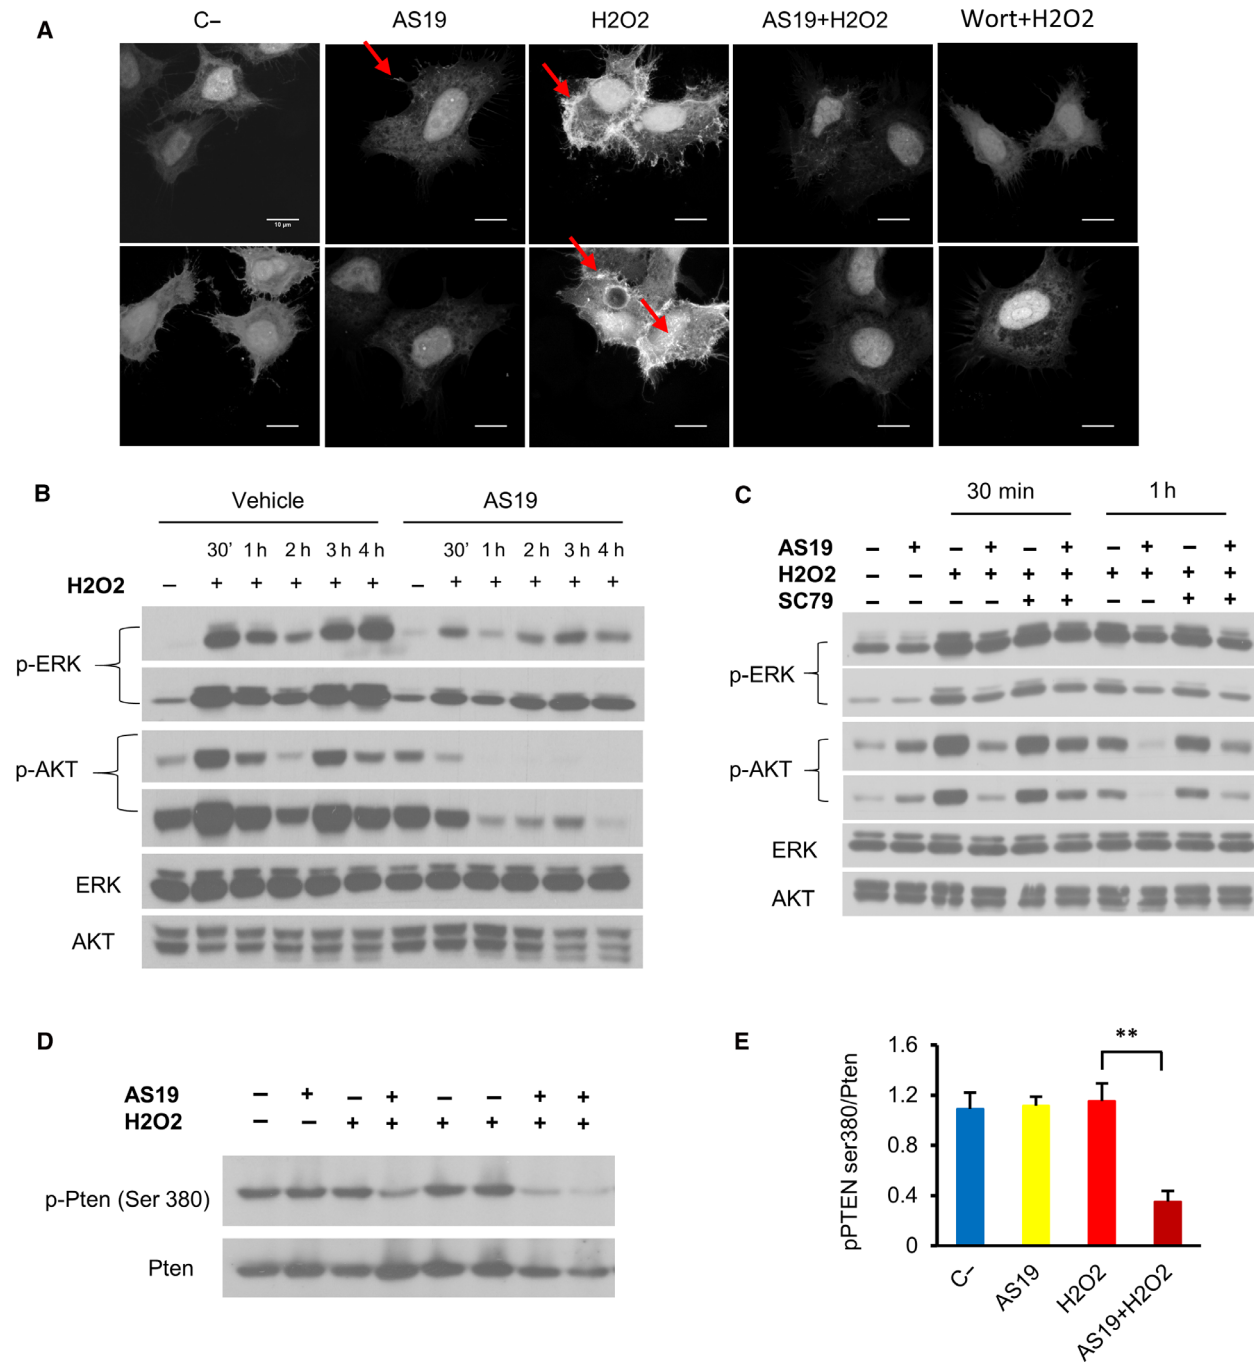 A
C– AS19 H2O2 AS19+H2O2 Wort+H2O2
10 µm
B
Vehicle AS19
30’ 1 h 2 h 3 h 4 h 30’ 1 h 2 h 3 h 4 h
H2O2 – + + + + + – + + + + +
p-ERK
p-AKT
ERK
AKT
C
30 min 1 h
AS19 – + – + – + – + – +
H2O2 – – + + + + + + + +
SC79 – – – – + + – – + +
p-ERK
p-AKT
ERK
AKT
D
AS19 – + – + – – + +
H2O2 – – + + + + + +
p-Pten (Ser 380)
Pten
E
**
pPTEN ser380/Pten
1.6
1.2
0.8
0.4
0
C– AS19 H2O2 AS19+H2O2